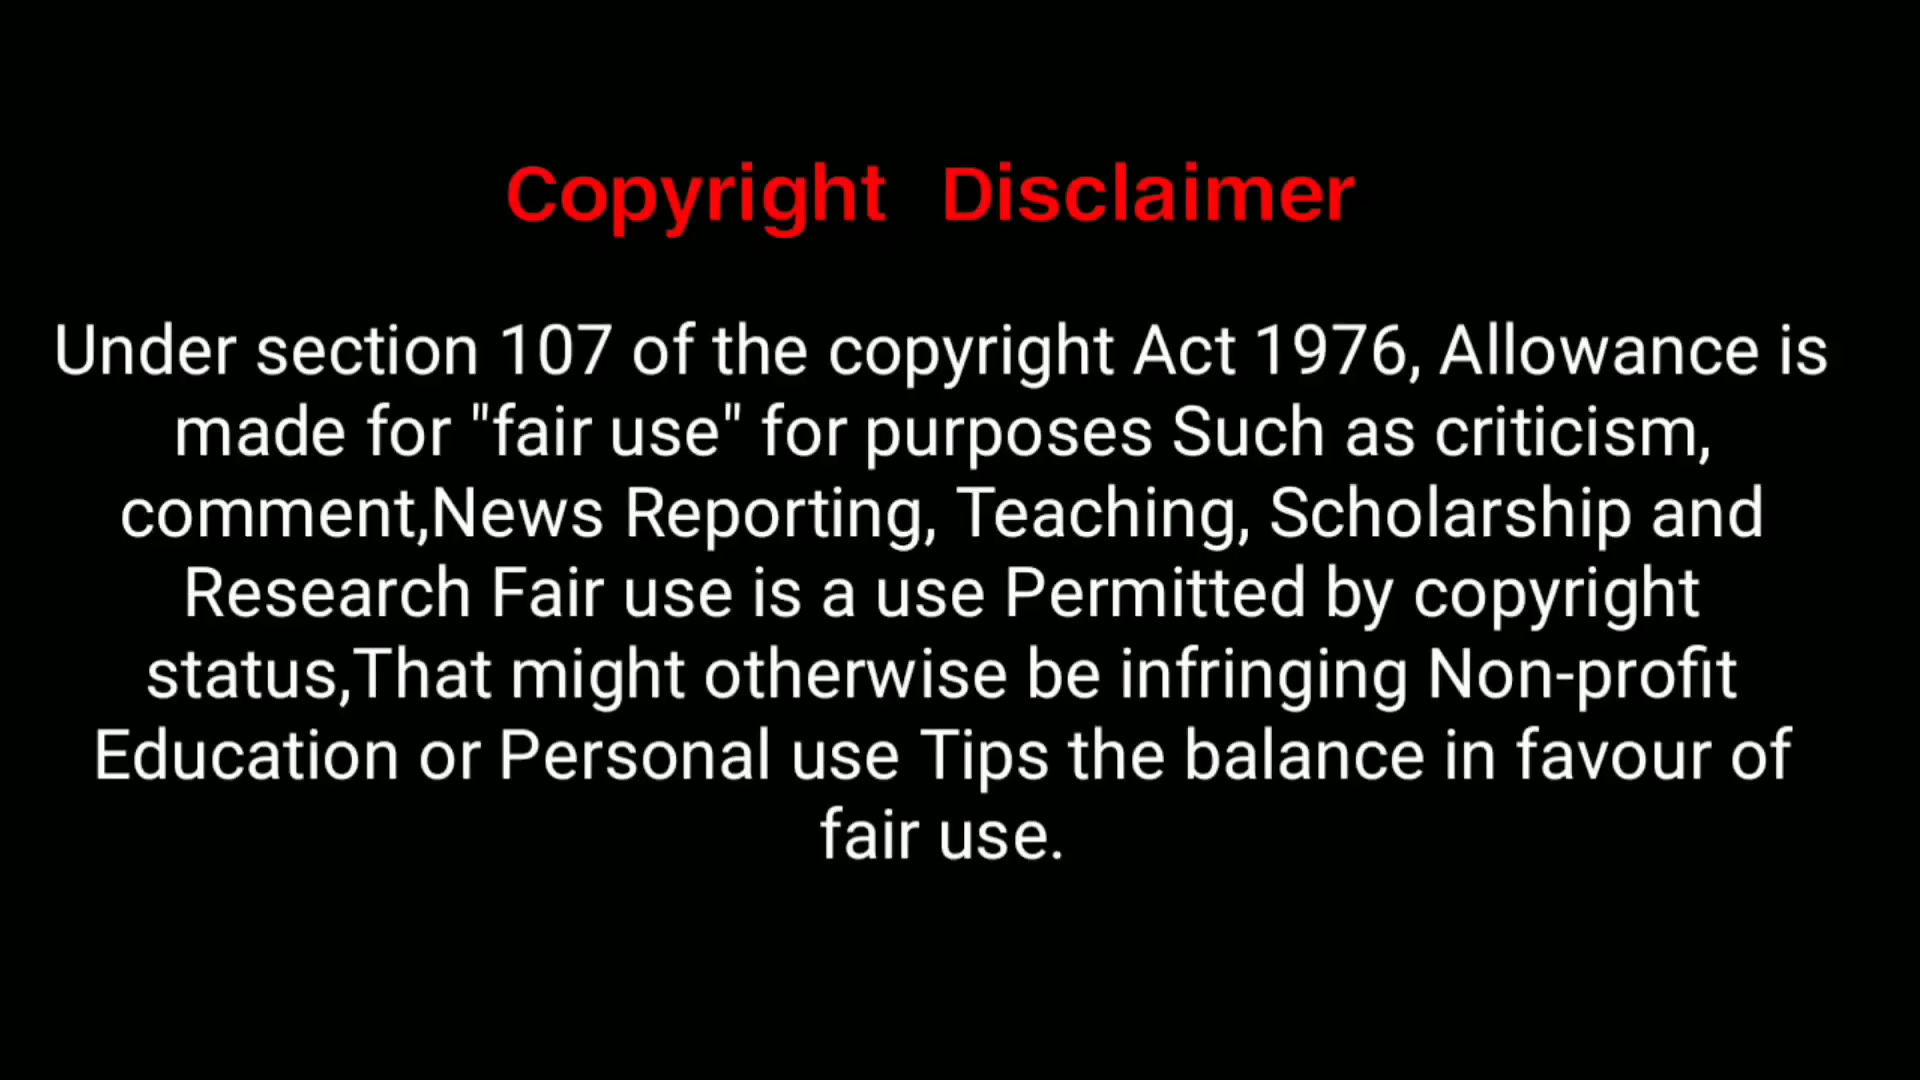 Copyright Disclaimer
Under section 107 of the copyright Act 1976, Allowance is
made for "fair use" for purposes Such as criticism,
comment,News Reporting, Teaching, Scholarship and
Research Fair use is a use Permitted by copyright
status,That might otherwise be infringing Non-profit
Education or Personal use Tips the balance in favour of
fair use.